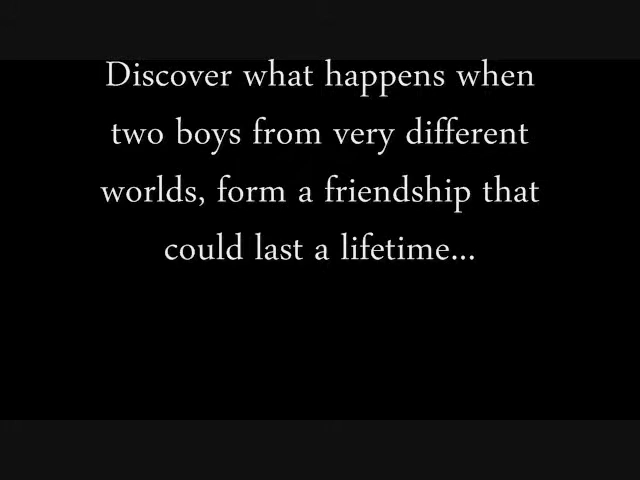 Discover what happens when
two boys from very different
worlds, form a friendship that
could last a lifetime...